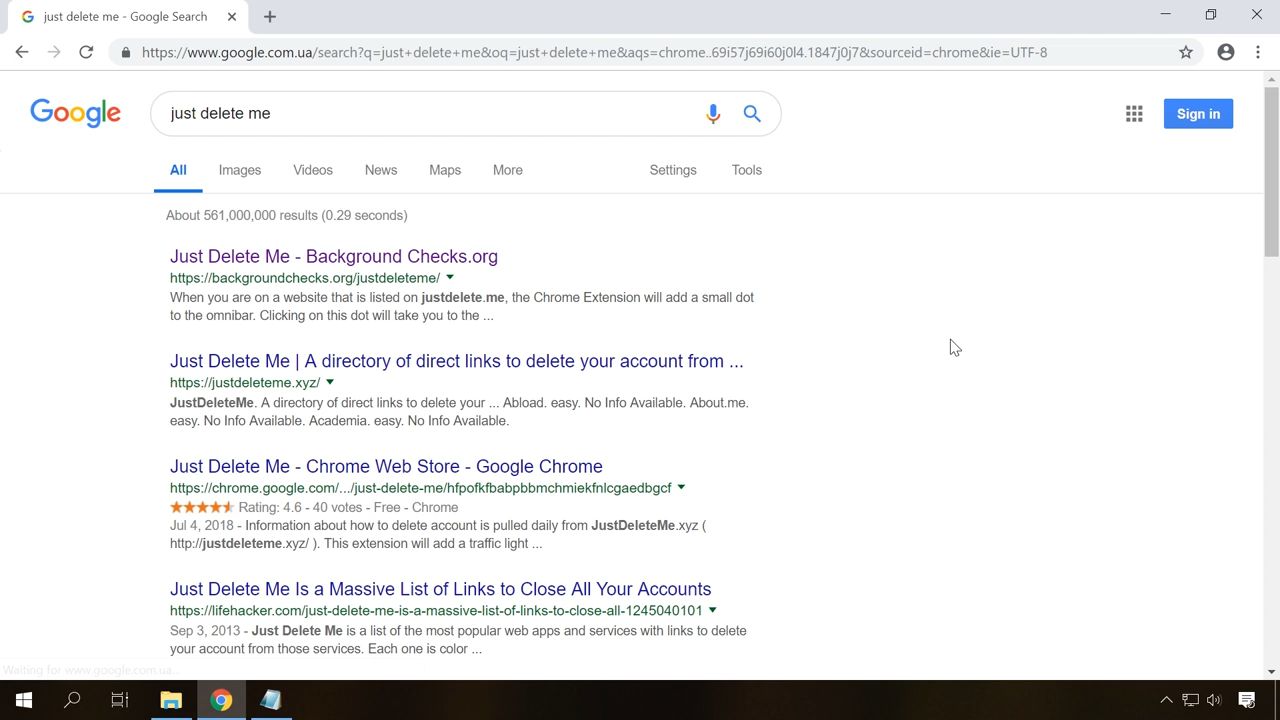 just delete me - Google Search
https://www.google.com.ua/search?q=just+delete+me&oq=just+delete+me&aqs=chrome..69i57j69i60j0l4.1847j0j7&sourceid=chrome&ie=UTF-8
Google
just delete me
Sign in
All Images Videos News Maps More Settings Tools
About 561,000,000 results (0.29 seconds)
Just Delete Me - Background Checks.org
https://backgroundchecks.org/justdeleteme/
When you are on a website that is listed on justdelete.me, the Chrome Extension will add a small dot
to the omnibar. Clicking on this dot will take you to the ...
Just Delete Me | A directory of direct links to delete your account from ...
https://justdeleteme.xyz/
JustDeleteMe. A directory of direct links to delete your ... Abload. easy. No Info Available. About.me.
easy. No Info Available. Academia. easy. No Info Available.
Just Delete Me - Chrome Web Store - Google Chrome
https://chrome.google.com/.../just-delete-me/hfpofkfbabpbbmchmiekfnlcgaedbgcf
Rating: 4.6 - 40 votes - Free - Chrome
Jul 4, 2018 - Information about how to delete account is pulled daily from JustDeleteMe.xyz (
http://justdeleteme.xyz/ ). This extension will add a traffic light ...
Just Delete Me Is a Massive List of Links to Close All Your Accounts
https://lifehacker.com/just-delete-me-is-a-massive-list-of-links-to-close-all-1245040101
Sep 3, 2013 - Just Delete Me is a list of the most popular web apps and services with links to delete
your account from those services. Each one is color ...
Waiting for www.google.com.ua...